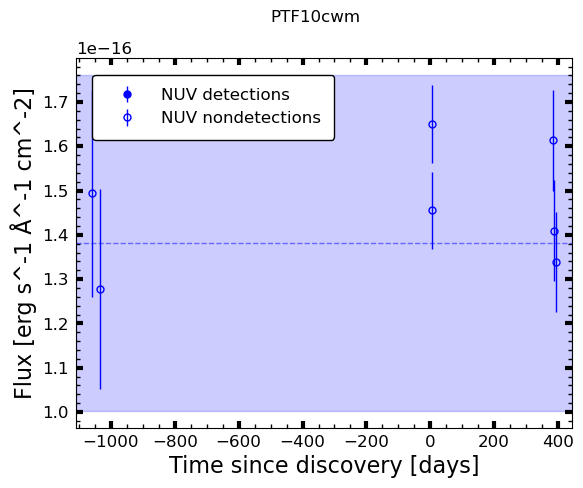 PTF10cwm
1e−16
NUV detections
NUV nondetections
1.7
1.6
1.5
1.4
1.3
1.2
1.1
1.0
Flux [erg s^-1 Å^-1 cm^-2]
−1000 −800 −600 −400 −200 0 200 400
Time since discovery [days]